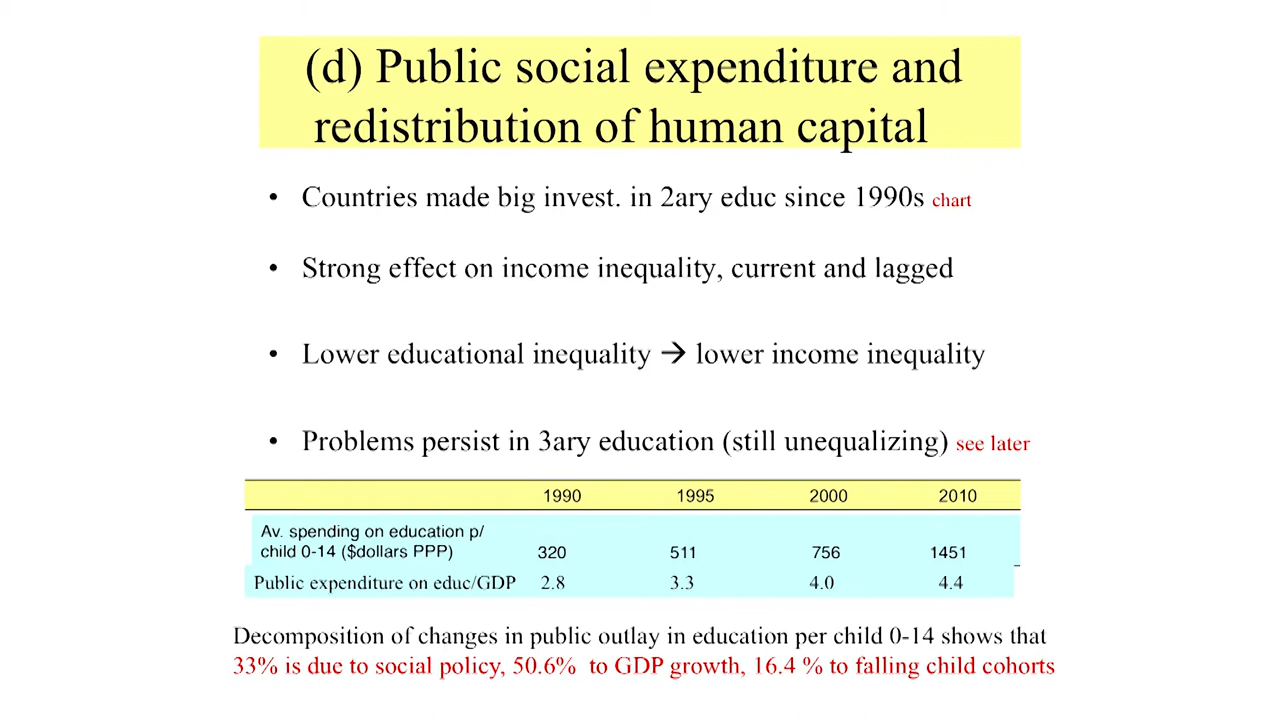 (d) Public social expenditure and
redistribution of human capital
• Countries made big invest. in 2ary educ since 1990s chart
• Strong effect on income inequality, current and lagged
• Lower educational inequality → lower income inequality
• Problems persist in 3ary education (still unequalizing) see later
1990 1995 2000 2010
Av. spending on education p/
child 0-14 ($dollars PPP) 320 511 756 1451
Public expenditure on educ/GDP 2.8 3.3 4.0 4.4
Decomposition of changes in public outlay in education per child 0-14 shows that
33% is due to social policy, 50.6% to GDP growth, 16.4 % to falling child cohorts